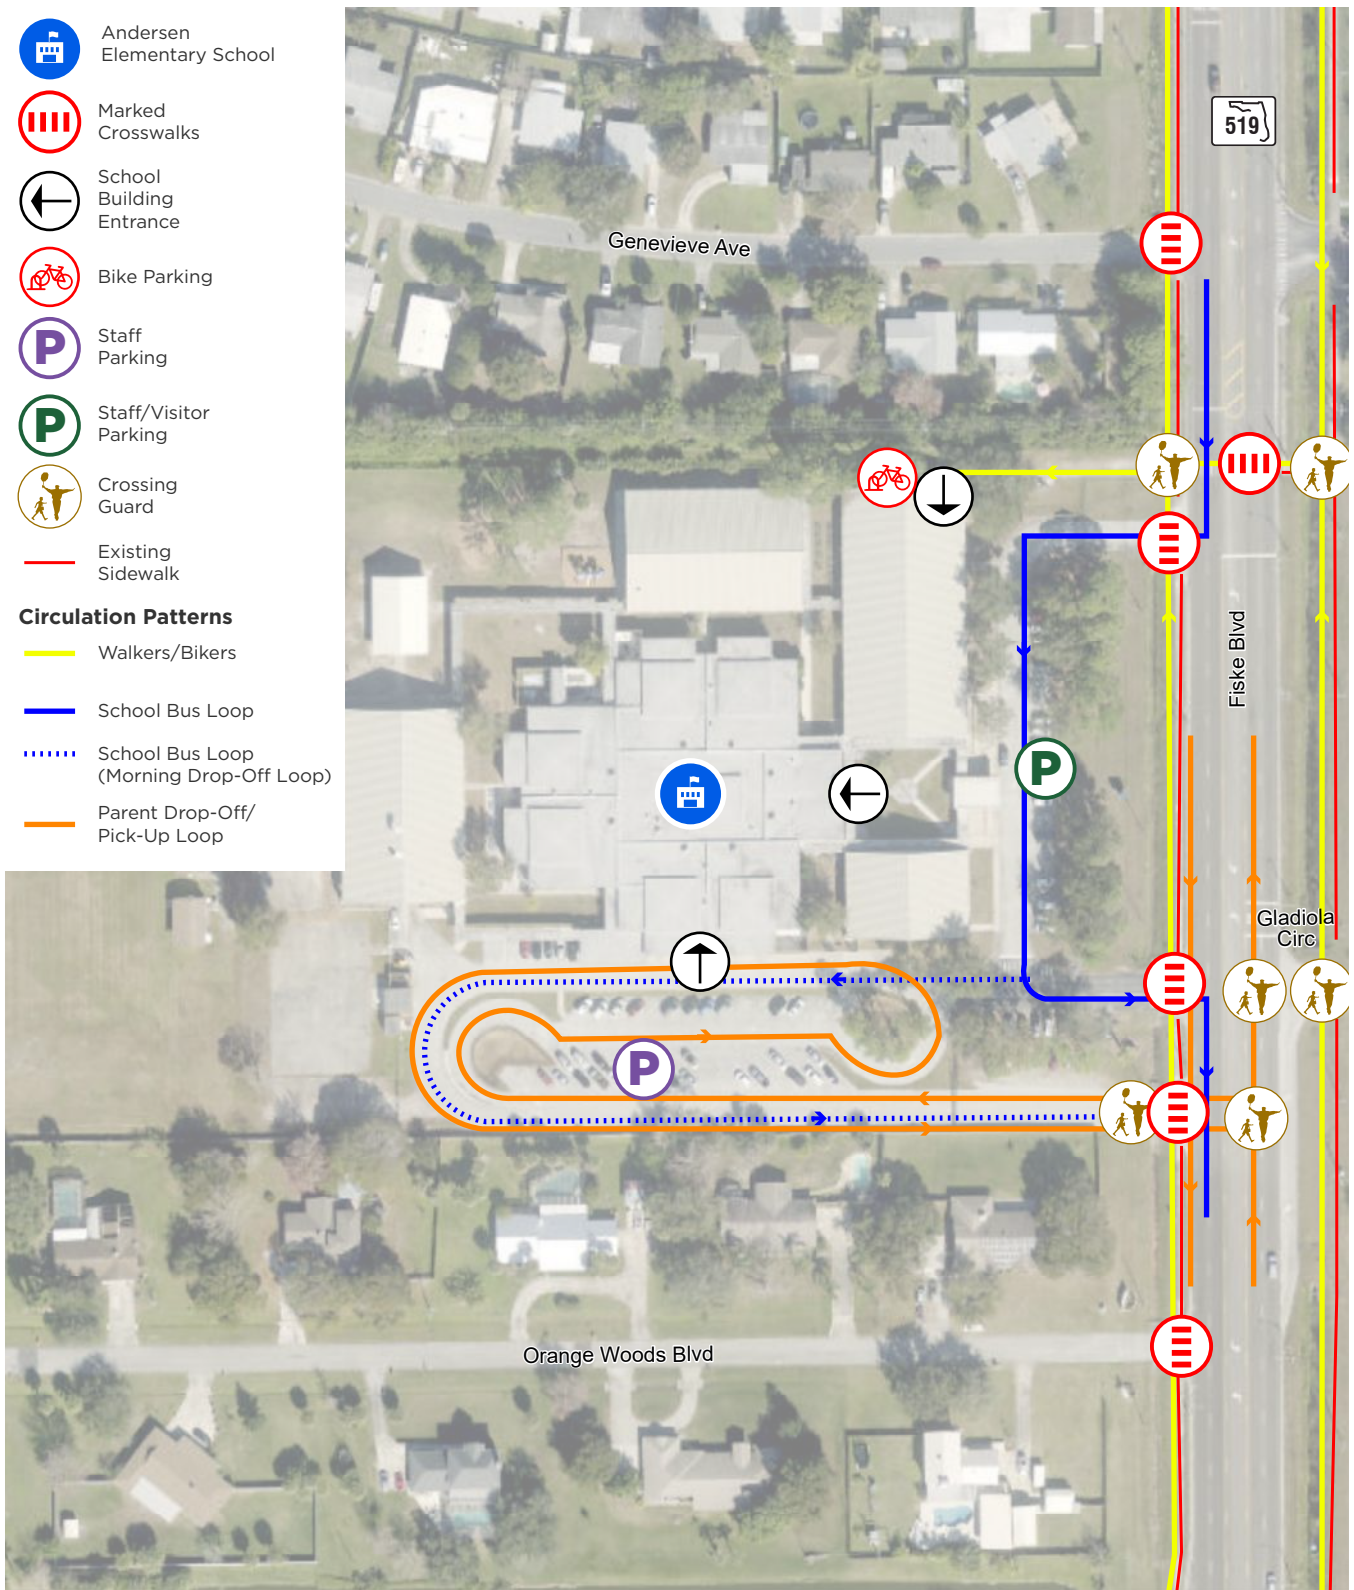 Andersen
Elementary School
Marked
Crosswalks
School
Building
Entrance
Bike Parking
P
Staff
Parking
P
Staff/Visitor
Parking
Crossing
Guard
Existing
Sidewalk
Circulation Patterns
Walkers/Bikers
School Bus Loop
School Bus Loop
(Morning Drop-Off Loop)
Parent Drop-Off/
Pick-Up Loop
519
Genevieve Ave
Fiske Blvd
P
Gladiola
Circ
P
Orange Woods Blvd